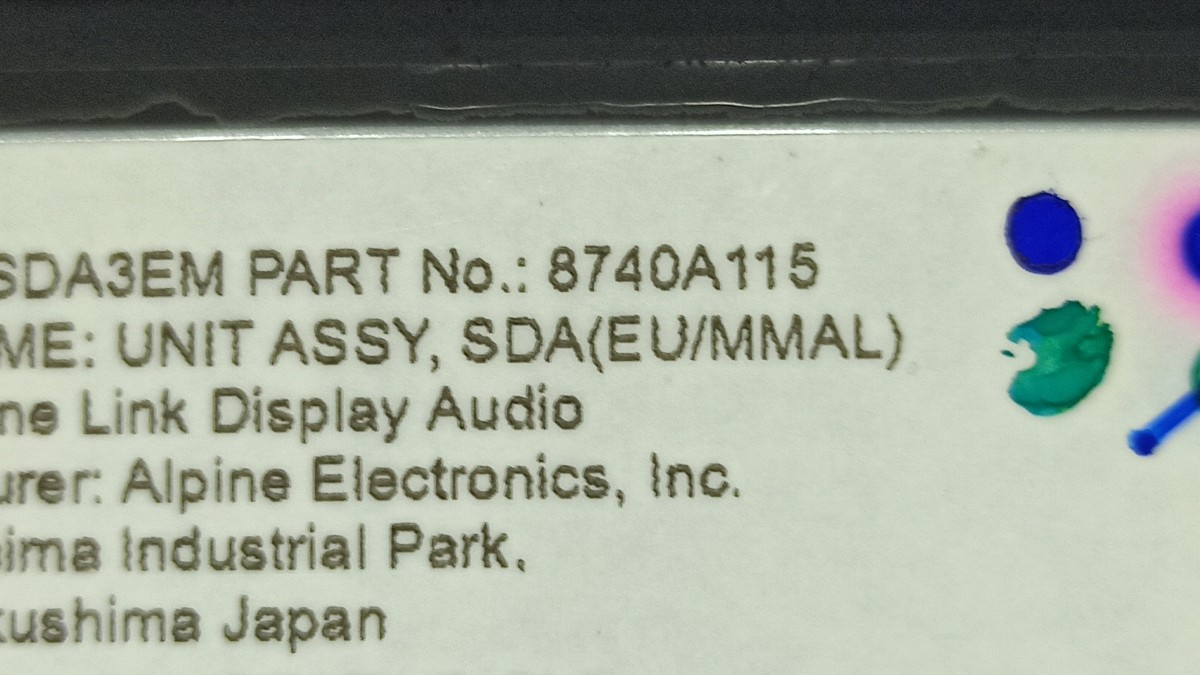 SDA3EM PART No.: 8740A115
ME: UNIT ASSY, SDA(EU/MMAL)
ne Link Display Audio
urer: Alpine Electronics, Inc.
ima Industrial Park,
kushima Japan